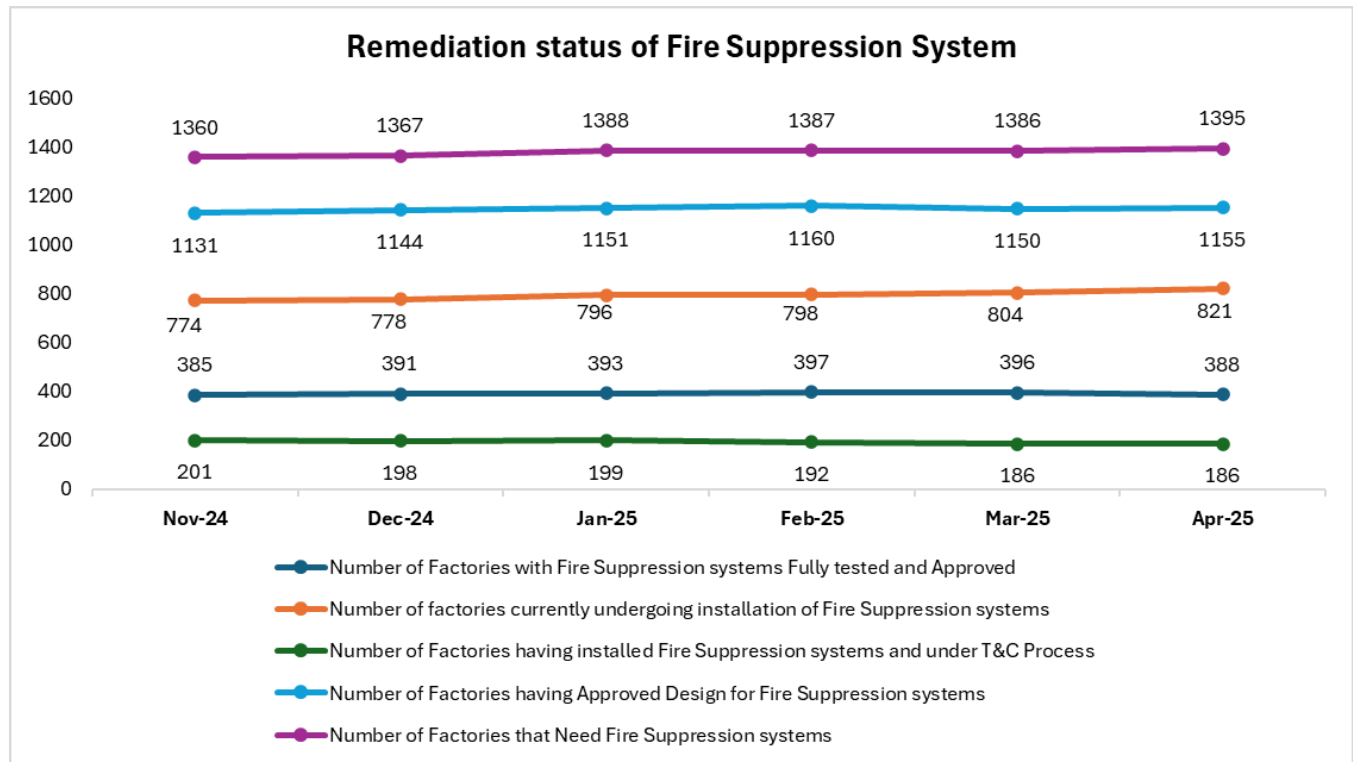 Remediation status of Fire Suppression System
1600
1400
1200
1000
800
600
400
200
0
1360 1367 1388 1387 1386 1395
1131 1144 1151 1160 1150 1155
774 778 796 798 804 821
385 391 393 397 396 388
201 198 199 192 186 186
Nov-24 Dec-24 Jan-25 Feb-25 Mar-25 Apr-25
Number of Factories with Fire Suppression systems Fully tested and Approved
Number of factories currently undergoing installation of Fire Suppression systems
Number of Factories having installed Fire Suppression systems and under T&C Process
Number of Factories having Approved Design for Fire Suppression systems
Number of Factories that Need Fire Suppression systems